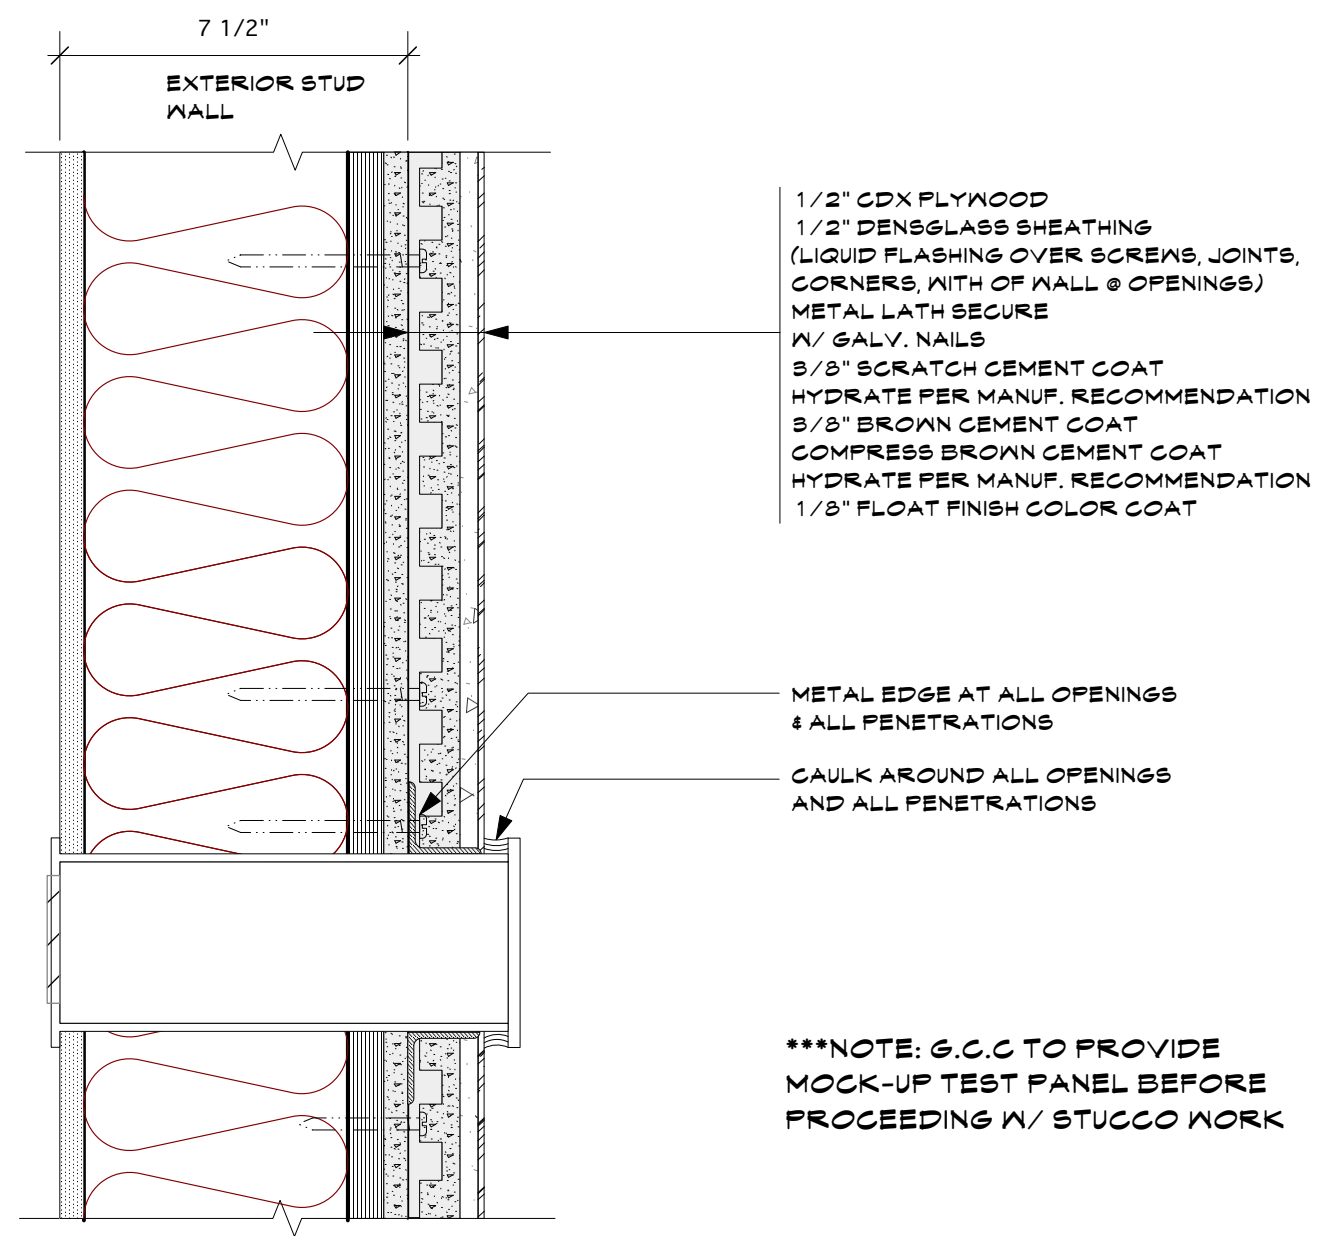 7 1/2"
EXTERIOR STUD
WALL
1/2" CDX PLYWOOD
1/2" DENSGLASS SHEATHING
(LIQUID FLASHING OVER SCREWS, JOINTS,
CORNERS, WITH OF WALL @ OPENINGS)
METAL LATH SECURE
W/ GALV. NAILS
3/8" SCRATCH CEMENT COAT
HYDRATE PER MANUF. RECOMMENDATION
3/8" BROWN CEMENT COAT
COMPRESS BROWN CEMENT COAT
HYDRATE PER MANUF. RECOMMENDATION
1/8" FLOAT FINISH COLOR COAT
METAL EDGE AT ALL OPENINGS
& ALL PENETRATIONS
CAULK AROUND ALL OPENINGS
AND ALL PENETRATIONS
***NOTE: G.C.C TO PROVIDE
MOCK-UP TEST PANEL BEFORE
PROCEEDING W/ STUCCO WORK